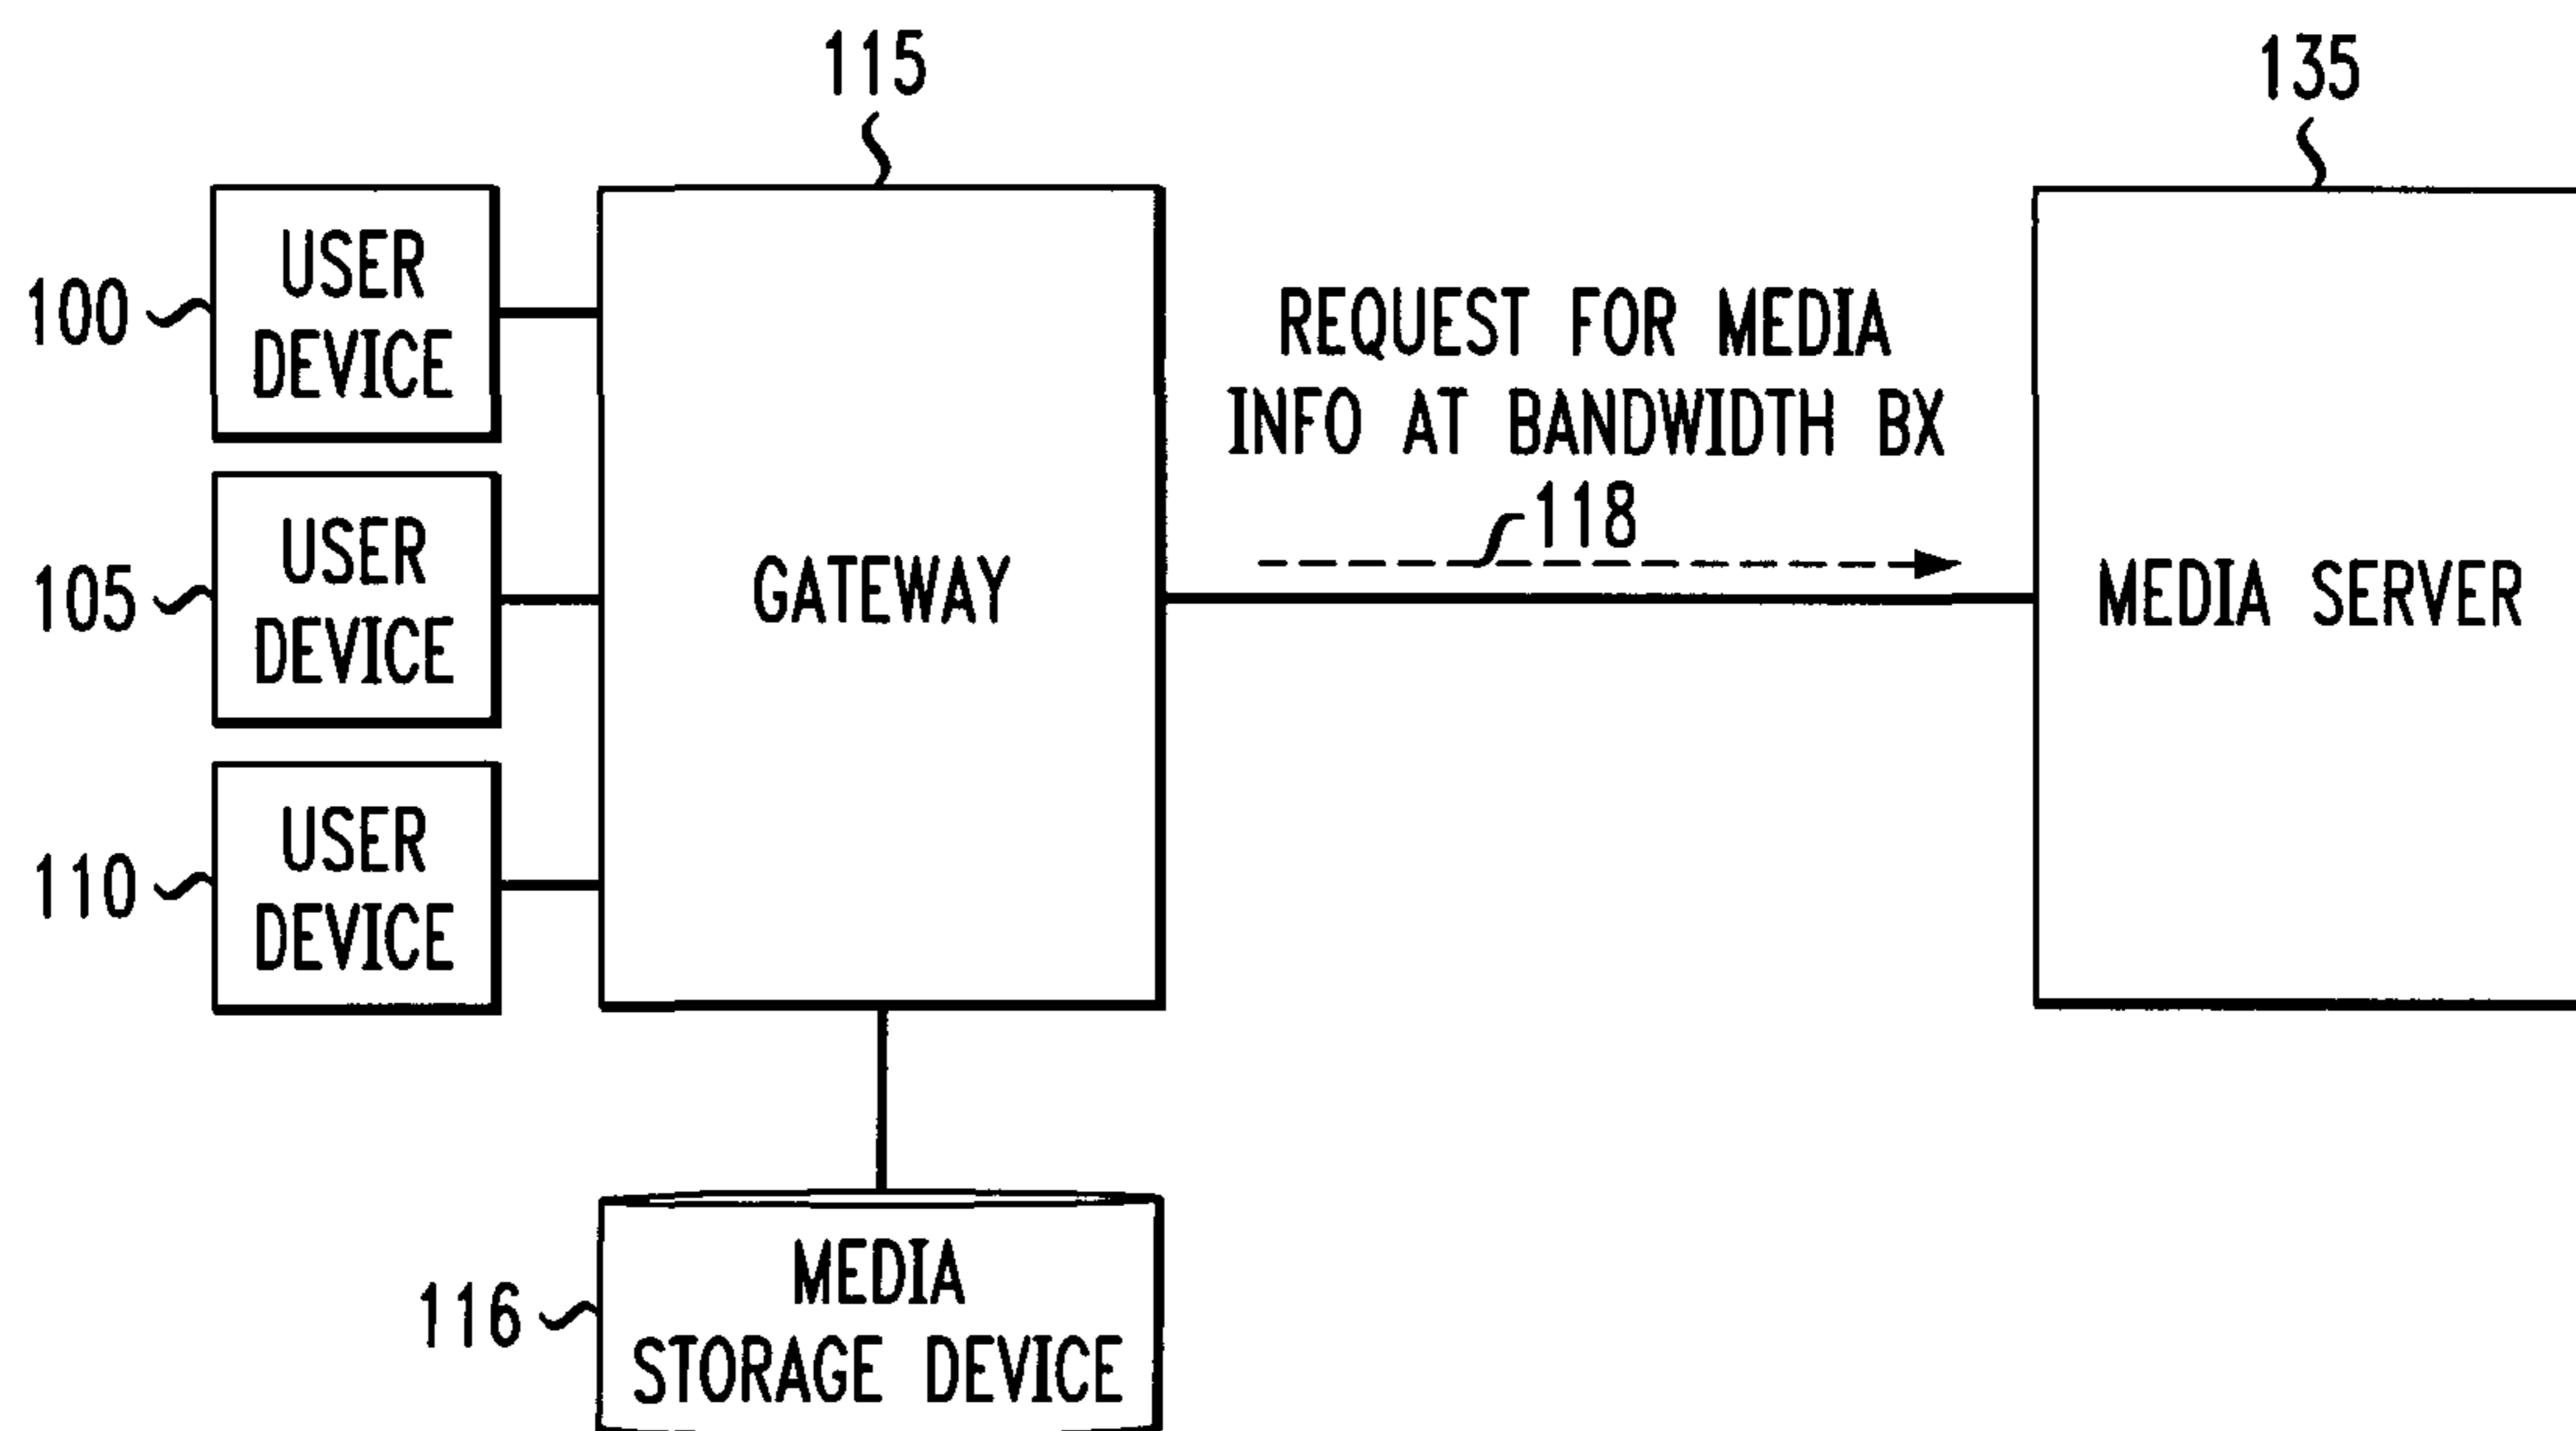 115
135
USER
DEVICE
100
REQUEST FOR MEDIA
INFO AT BANDWIDTH BX
118
USER
DEVICE
105
GATEWAY
MEDIA SERVER
USER
DEVICE
110
MEDIA
STORAGE DEVICE
116